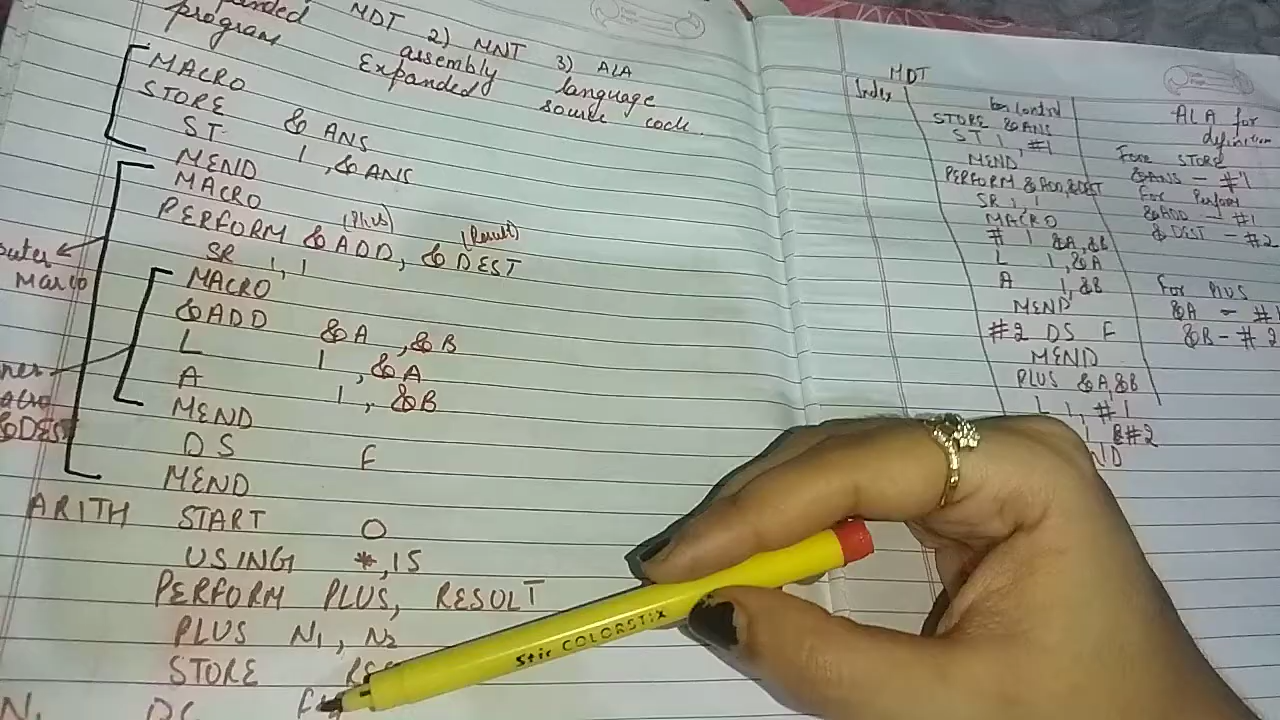 MDT 2) MNT 3) ALA
program assembly language
Expanded source code.
MACRO
STORE &ANS
ST 1, &ANS
MEND
MACRO
(Plus) (Result)
PERFORM &ADD, &DEST
SR 1, 1
MACRO
&ADD &A, &B
L 1, &A
A 1, &B
MEND
DS F
MEND
ARITH START 0
USING *,15
PERFORM PLUS, RESULT
PLUS N1, N2
STORE
N1 DC
&DEST
MDT
Index
STORE &ANS
ST 1, #1
MEND
PERFORM &ADD,&DEST
SR 1, 1
MACRO
# 1 &A,&B
L 1,&A
A 1,&B
MEND
#2 DS F
MEND
PLUS &A,&B
L 1, #1
ALA for
definition
For STORE
&ANS - #1
For Perform
&ADD - #1
&DEST - #2
For PLUS
&A - #1
&B - #2
Stic COLORSTIX